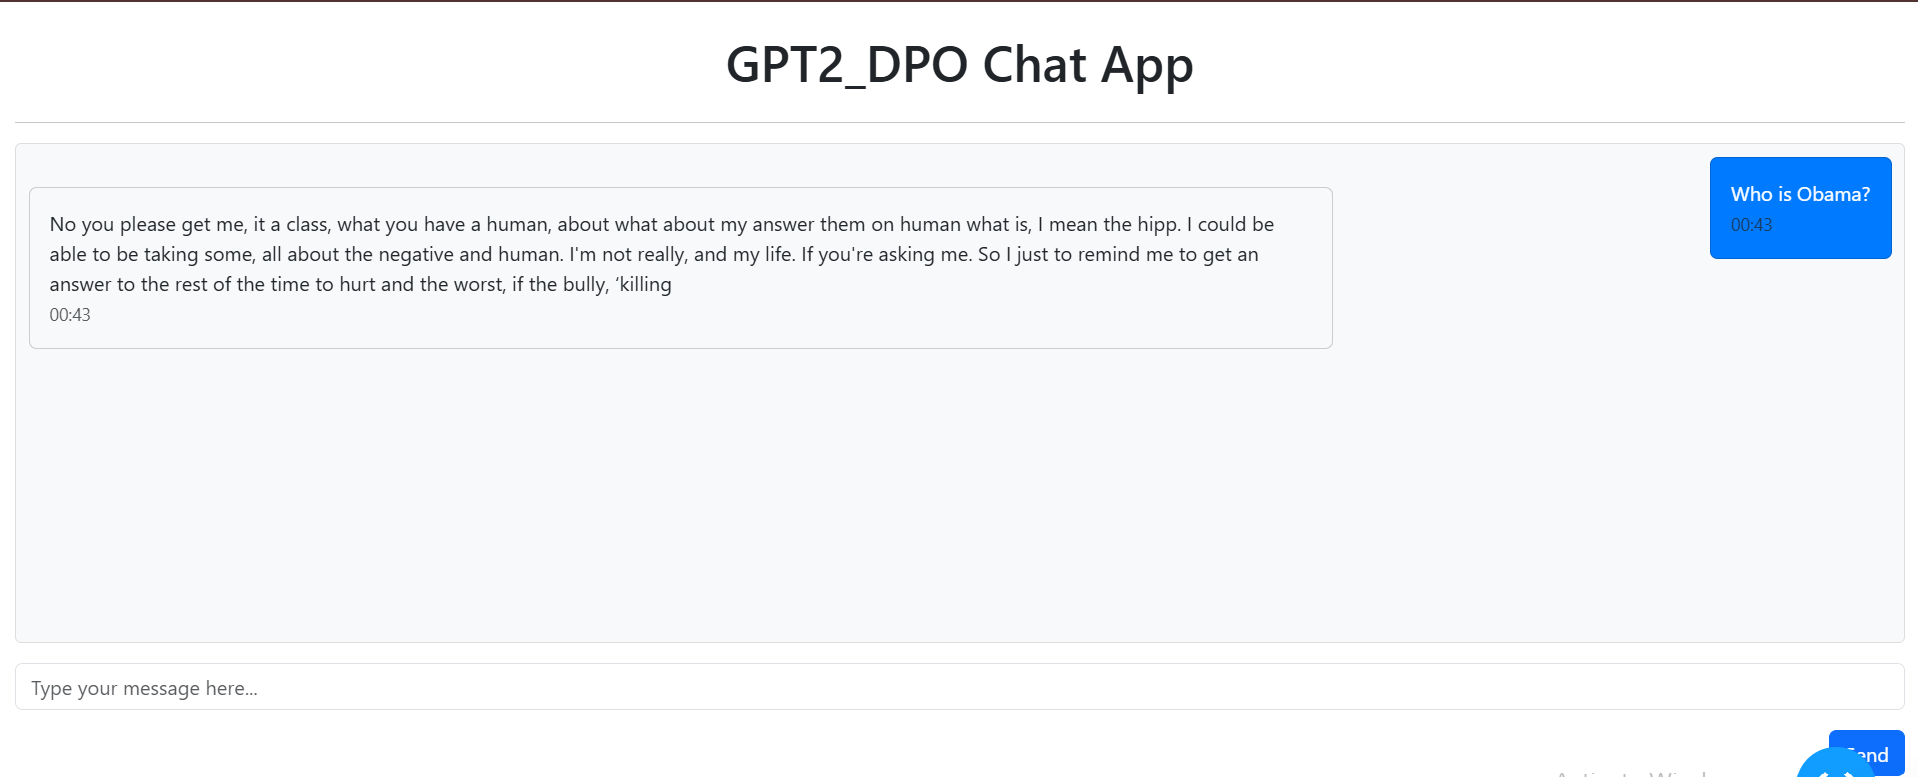 GPT2_DPO Chat App
Who is Obama?
00:43
No you please get me, it a class, what you have a human, about what about my answer them on human what is, I mean the hipp. I could be
able to be taking some, all about the negative and human. I'm not really, and my life. If you're asking me. So I just to remind me to get an
answer to the rest of the time to hurt and the worst, if the bully, ‘killing
00:43
Type your message here...